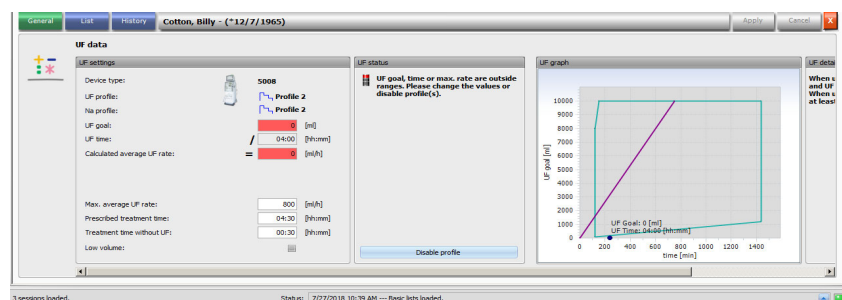 General List History Cotton, Billy - (*12/7/1965) Apply Cancel X
UF data
UF settings
Device type: 5008
UF profile: Profile 2
Na profile: Profile 2
UF goal: 0 [ml]
UF time: / 04:00 [hh:mm]
Calculated average UF rate: = 0 [ml/h]
Max. average UF rate: 800 [ml/h]
Prescribed treatment time: 04:30 [hh:mm]
Treatment time without UF: 00:30 [hh:mm]
Low volume:
UF status
UF goal, time or max. rate are outside
ranges. Please change the values or
disable profile(s).
Disable profile
UF graph
UF goal [ml]
10000
9000
8000
7000
6000
5000
4000
3000
2000
1000
0
UF Goal: 0 [ml]
UF Time: 04:00 [hh:mm]
0 200 400 600 800 1000 1200 1400
time [min]
UF detai
When u
and UF
When u
at least
3 sessions loaded. Status: 7/27/2018 10:39 AM --- Basic lists loaded.